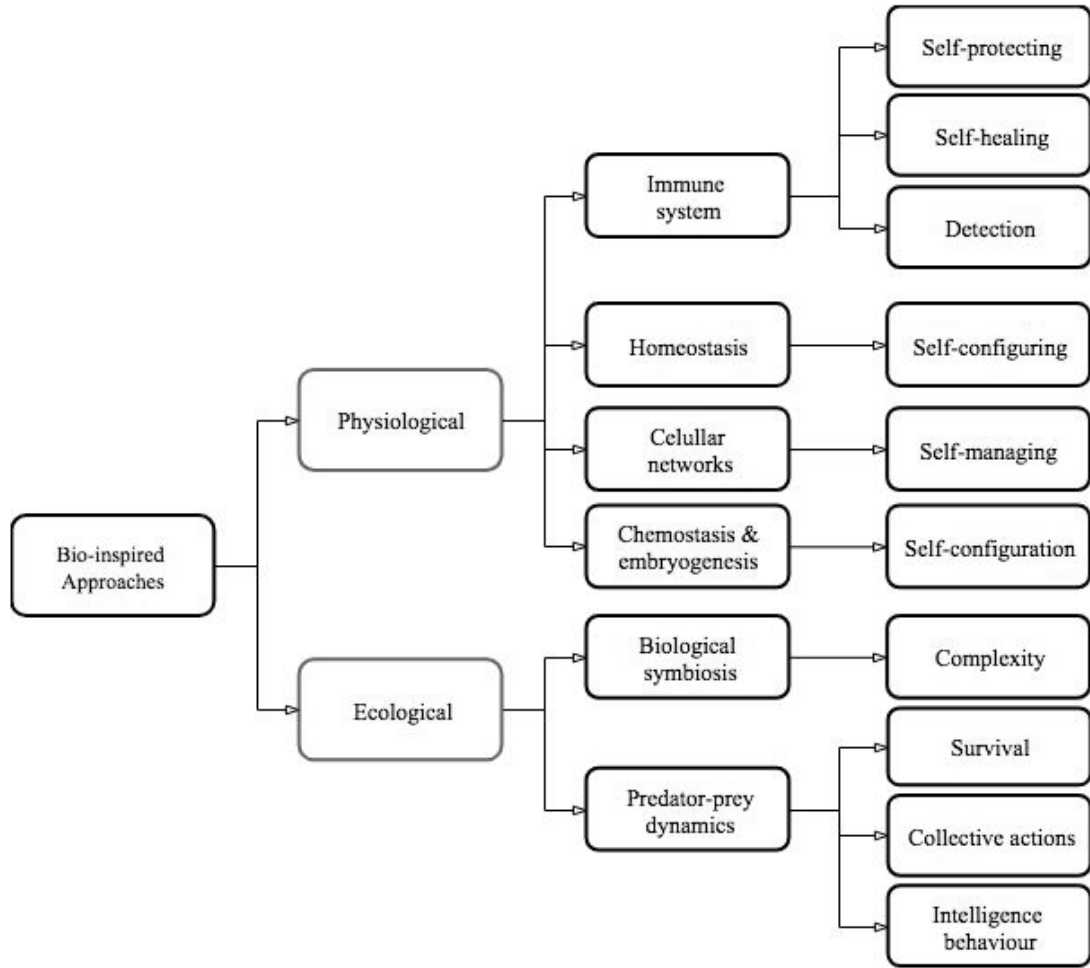 Bio-inspired
Approaches
Physiological
Ecological
Immune
system
Homeostasis
Celullar
networks
Chemostasis &
embryogenesis
Biological
symbiosis
Predator-prey
dynamics
Self-protecting
Self-healing
Detection
Self-configuring
Self-managing
Self-configuration
Complexity
Survival
Collective actions
Intelligence
behaviour